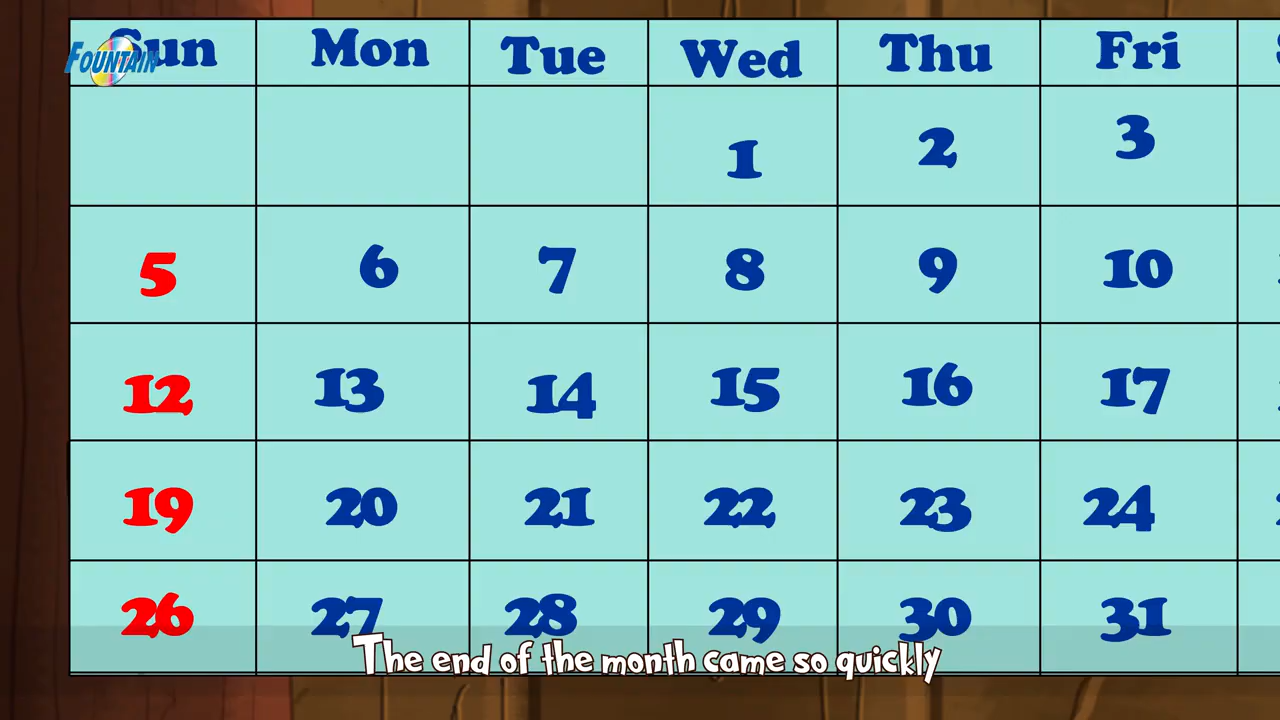 FOUNTAIN
Sun Mon Tue Wed Thu Fri
1 2 3
5 6 7 8 9 10
12 13 14 15 16 17
19 20 21 22 23 24
26 27 28 29 30 31
The end of the month came so quickly